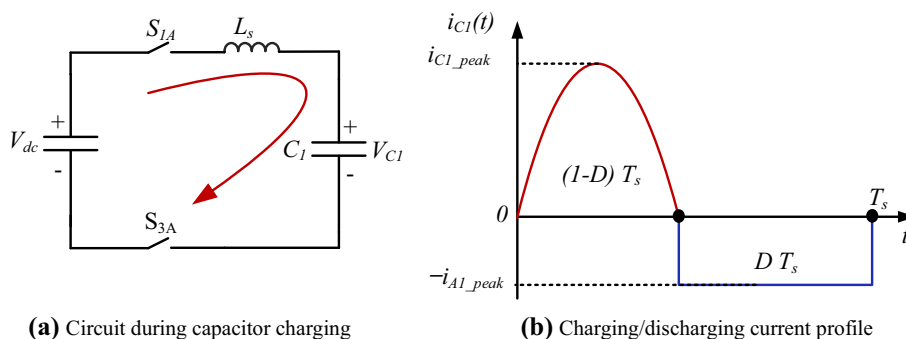 S1A
Ls
+
Vdc
-
+
C1
VC1
-
S3A
(a) Circuit during capacitor charging
iC1(t)
iC1_peak
(1-D) Ts
0
Ts
t
D Ts
−iA1_peak
(b) Charging/discharging current profile